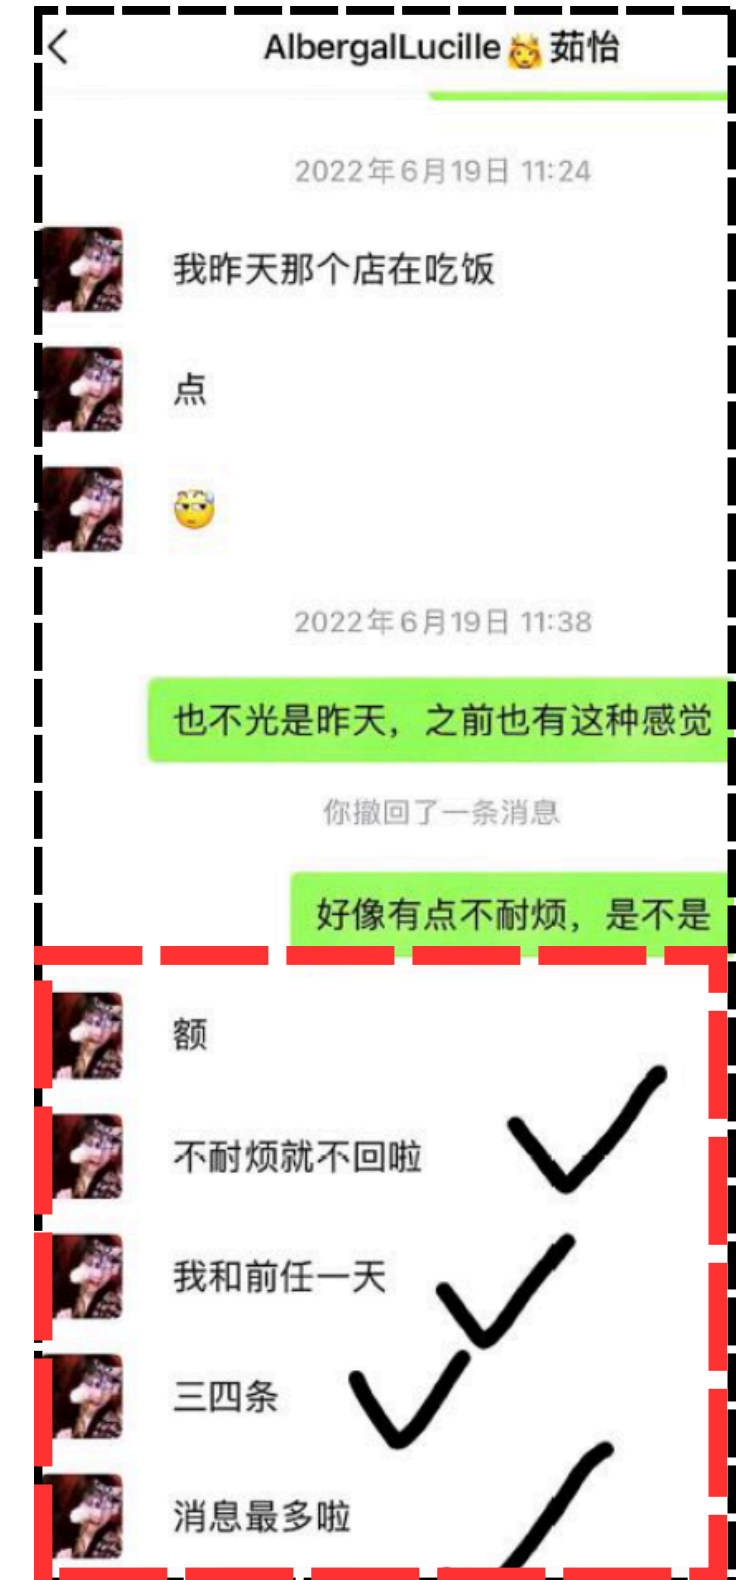 AlbergalLucille 茹怡
2022年6月19日 11:24
我昨天那个店在吃饭
点
2022年6月19日 11:38
也不光是昨天，之前也有这种感觉
你撤回了一条消息
好像有点不耐烦，是不是
额
不耐烦就不回啦
我和前任一天
三四条
消息最多啦